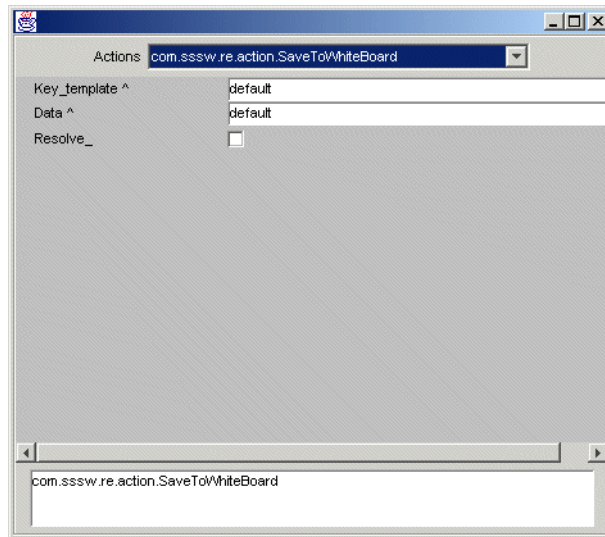 Actions com.sssw.re.action.SaveToWhiteBoard
Key_template ^ default
Data ^ default
Resolve_
com.sssw.re.action.SaveToWhiteBoard